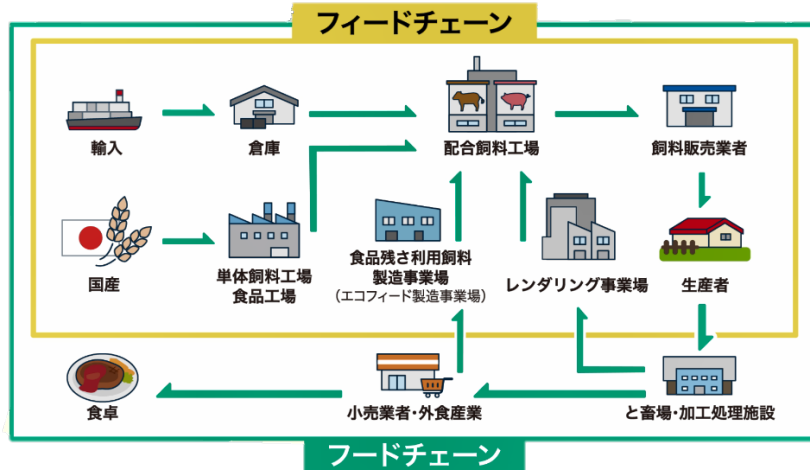 フィードチェーン
輸入
倉庫
配合飼料工場
飼料販売業者
国産
単体飼料工場
食品工場
食品残さ利用飼料
製造事業場
（エコフィード製造事業場）
レンダリング事業場
生産者
食卓
小売業者・外食産業
と畜場・加工処理施設
フードチェーン